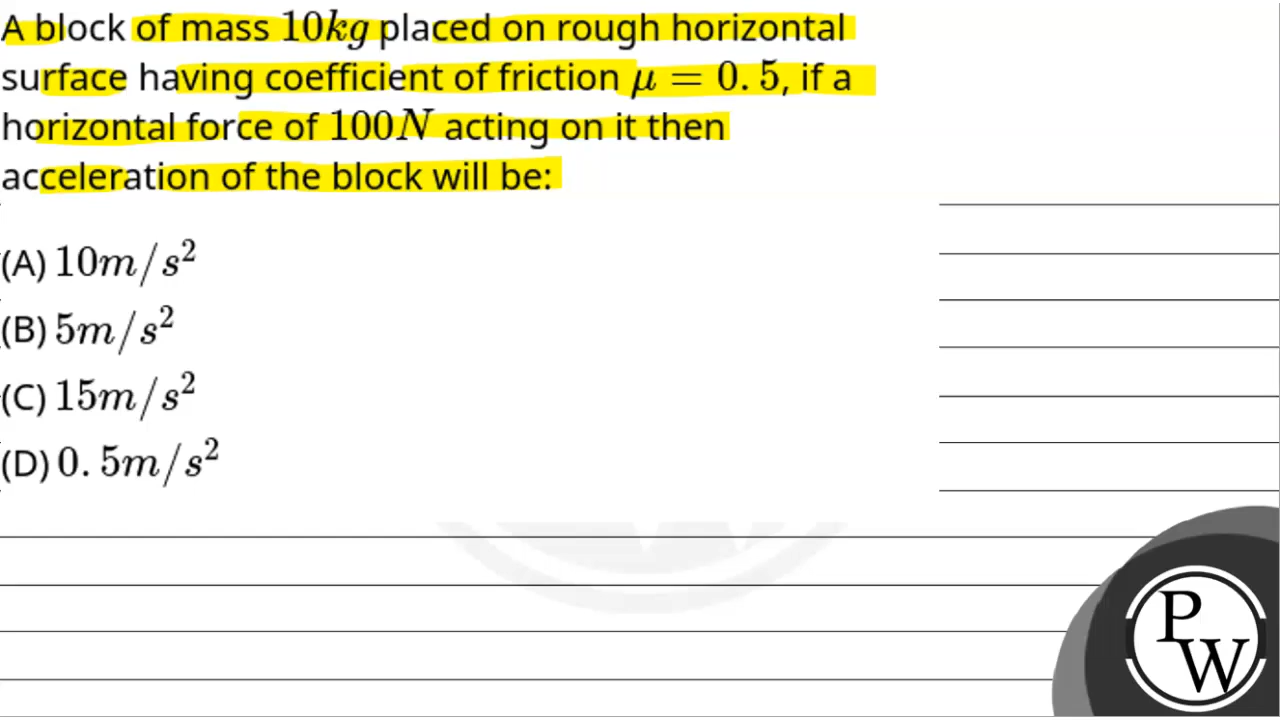 A block of mass 10kg placed on rough horizontal
surface having coefficient of friction μ = 0.5, if a
horizontal force of 100N acting on it then
acceleration of the block will be:
(A) 10m/s²
(B) 5m/s²
(C) 15m/s²
(D) 0.5m/s²
P
W